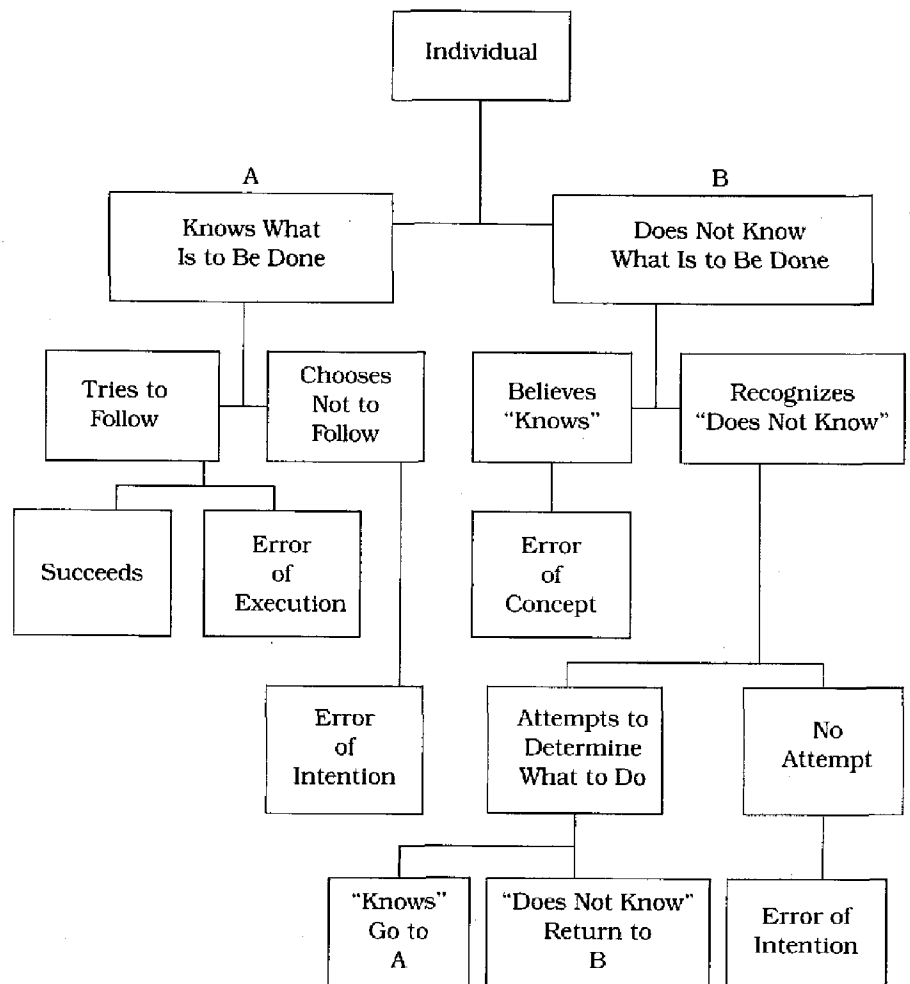 Individual
A
B
Knows What
Is to Be Done
Does Not Know
What Is to Be Done
Tries to
Follow
Chooses
Not to
Follow
Believes
“Knows”
Recognizes
“Does Not Know”
Succeeds
Error
of
Execution
Error
of
Concept
Error
of
Intention
Attempts to
Determine
What to Do
No
Attempt
“Knows”
Go to
A
“Does Not Know”
Return to
B
Error of
Intention